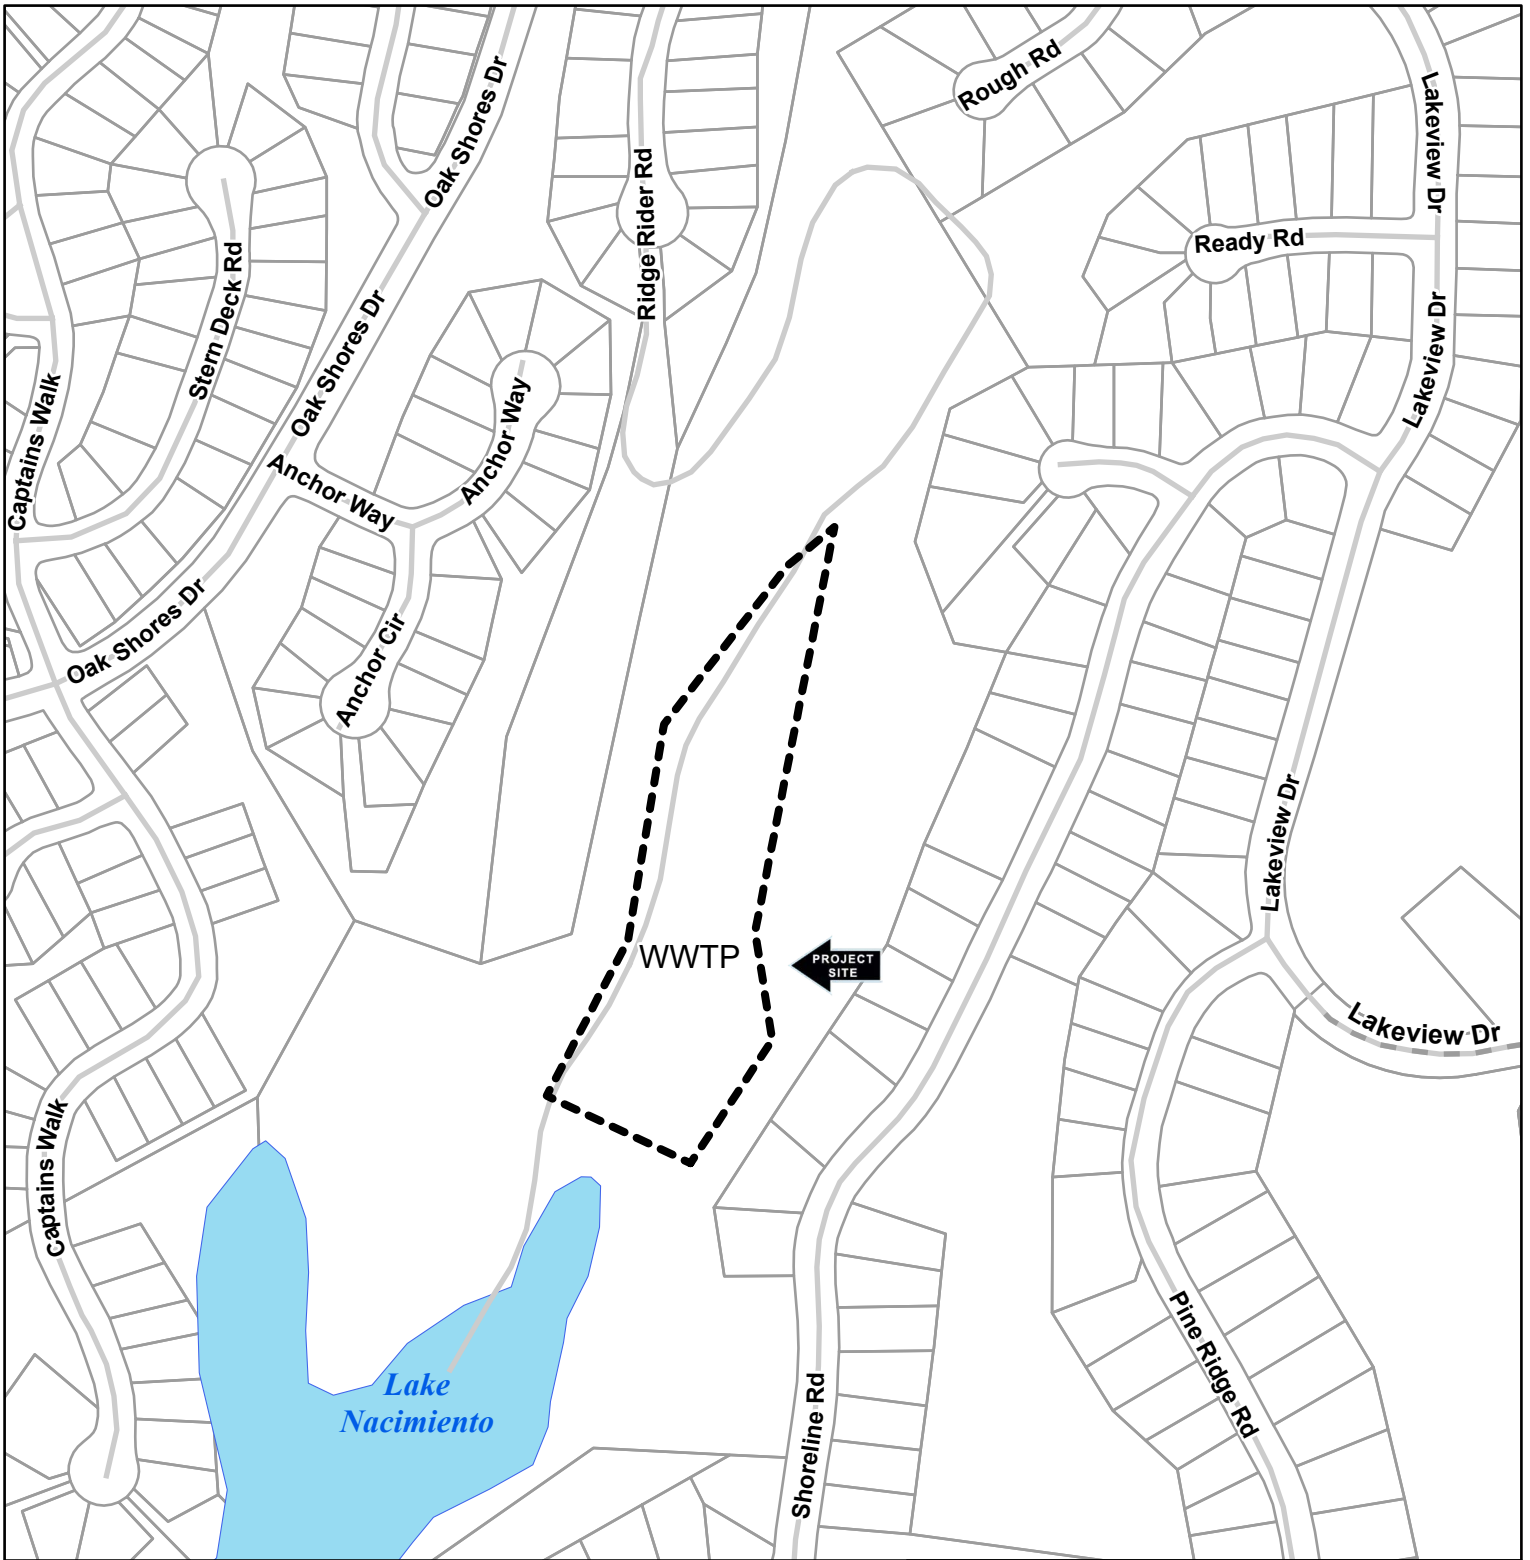 Rough Rd
Lakeview Dr
Oak Shores Dr
Ridge Rider Rd
Ready Rd
Stern Deck Rd
Oak Shores Dr
Lakeview Dr
Captains Walk
Anchor Way
Anchor Way
Oak Shores Dr
Anchor Cir
Lakeview Dr
WWTP
PROJECT
SITE
Lakeview Dr
Captains Walk
Pine Ridge Rd
Lake
Nacimiento
Shoreline Rd